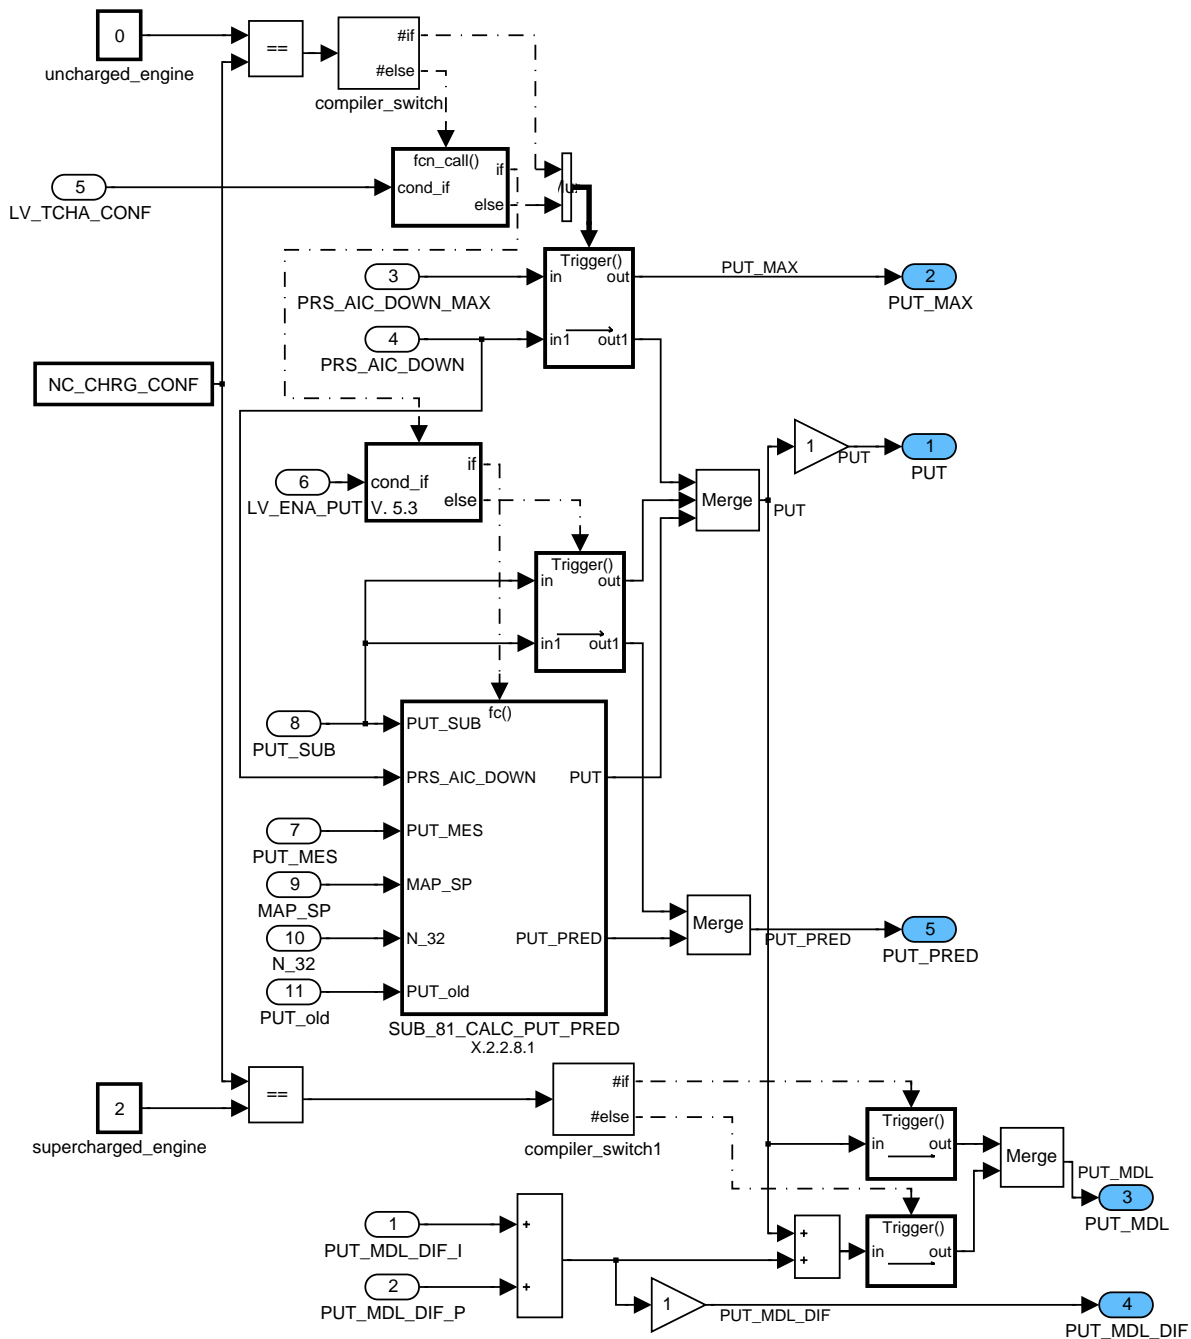 0
uncharged_engine
==
#if
#else
compiler_switch
fcn_call()
cond_if
if
else
5
LV_TCHA_CONF
3
PRS_AIC_DOWN_MAX
4
PRS_AIC_DOWN
Trigger()
in
out
in1
out1
PUT_MAX
2
PUT_MAX
NC_CHRG_CONF
6
LV_ENA_PUT
cond_if
V. 5.3
if
else
1
PUT
1
PUT
Merge
PUT
Trigger()
in
out
in1
out1
8
PUT_SUB
7
PUT_MES
9
MAP_SP
10
N_32
11
PUT_old
fc()
PUT_SUB
PRS_AIC_DOWN
PUT
PUT_MES
MAP_SP
N_32
PUT_PRED
PUT_old
SUB_81_CALC_PUT_PRED
X.2.2.8.1
Merge
PUT_PRED
5
PUT_PRED
2
supercharged_engine
==
#if
#else
compiler_switch1
Trigger()
in
out
Merge
PUT_MDL
3
PUT_MDL
1
PUT_MDL_DIF_I
2
PUT_MDL_DIF_P
+
+
+
+
Trigger()
in
out
1
PUT_MDL_DIF
4
PUT_MDL_DIF